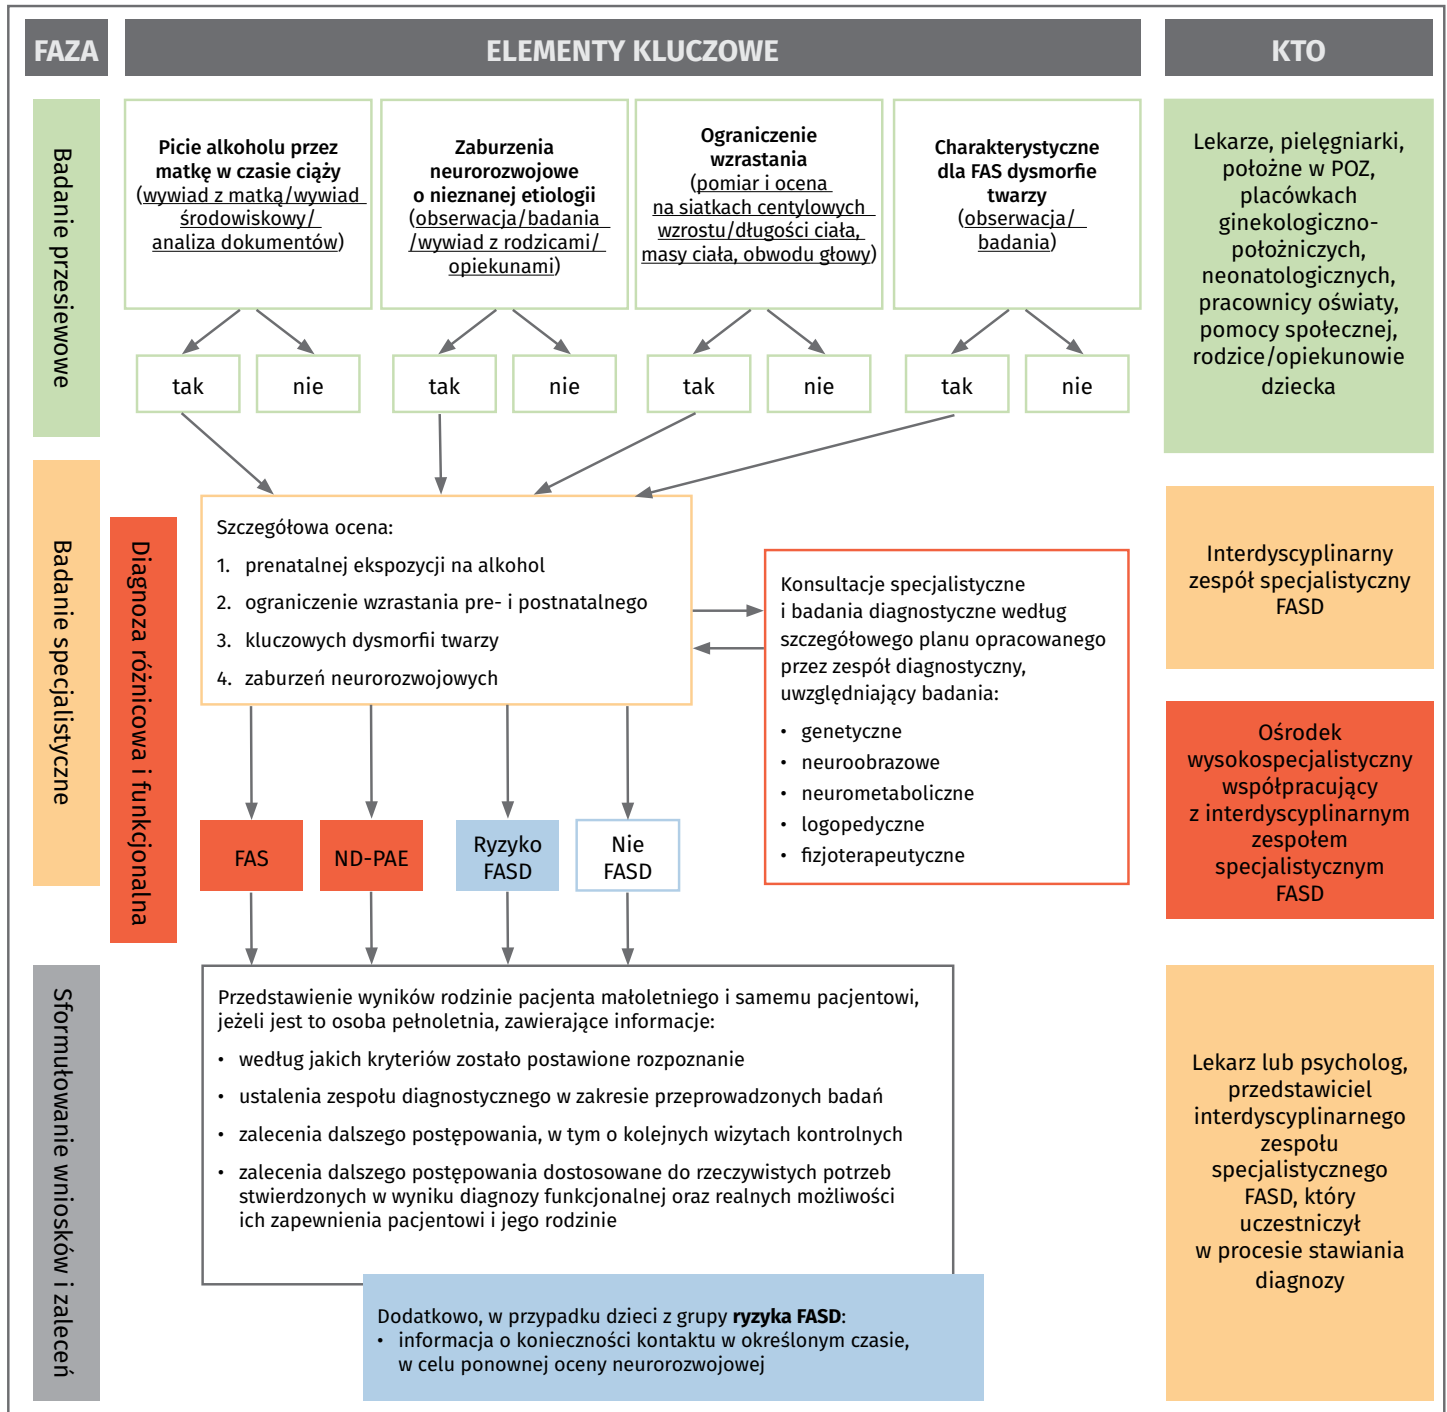 FAZA
ELEMENTY KLUCZOWE
KTO
Badanie przesiewowe
Picie alkoholu przez
matkę w czasie ciąży
(wywiad z matką/wywiad
środowiskowy/
analiza dokumentów)
Zaburzenia
neurorozwojowe
o nieznanej etiologii
(obserwacja/badania
/wywiad z rodzicami/
opiekunami)
Ograniczenie
wzrastania
(pomiar i ocena
na siatkach centylowych
wzrostu/długości ciała,
masy ciała, obwodu głowy)
Charakterystyczne
dla FAS dysmorfie
twarzy
(obserwacja/
badania)
tak
nie
tak
nie
tak
nie
tak
nie
Lekarze, pielęgniarki,
położne w POZ,
placówkach
ginekologiczno-
położniczych,
neonatologicznych,
pracownicy oświaty,
pomocy społecznej,
rodzice/opiekunowie
dziecka
Badanie specjalistyczne
Diagnoza różnicowa i funkcjonalna
Szczegółowa ocena:
1. prenatalnej ekspozycji na alkohol
2. ograniczenie wzrastania pre- i postnatalnego
3. kluczowych dysmorfii twarzy
4. zaburzeń neurorozwojowych
Konsultacje specjalistyczne
i badania diagnostyczne według
szczegółowego planu opracowanego
przez zespół diagnostyczny,
uwzględniający badania:
• genetyczne
• neuroobrazowe
• neurometaboliczne
• logopedyczne
• fizjoterapeutyczne
Interdyscyplinarny
zespół specjalistyczny
FASD
Ośrodek
wysokospecjalistyczny
współpracujący
z interdyscyplinarnym
zespołem
specjalistycznym
FASD
FAS
ND-PAE
Ryzyko
FASD
Nie
FASD
Sformułowanie wniosków i zaleceń
Przedstawienie wyników rodzinie pacjenta małoletniego i samemu pacjentowi,
jeżeli jest to osoba pełnoletnia, zawierające informacje:
• według jakich kryteriów zostało postawione rozpoznanie
• ustalenia zespołu diagnostycznego w zakresie przeprowadzonych badań
• zalecenia dalszego postępowania, w tym o kolejnych wizytach kontrolnych
• zalecenia dalszego postępowania dostosowane do rzeczywistych potrzeb
stwierdzonych w wyniku diagnozy funkcjonalnej oraz realnych możliwości
ich zapewnienia pacjentowi i jego rodzinie
Dodatkowo, w przypadku dzieci z grupy ryzyka FASD:
• informacja o konieczności kontaktu w określonym czasie,
w celu ponownej oceny neurorozwojowej
Lekarz lub psycholog,
przedstawiciel
interdyscyplinarnego
zespołu
specjalistycznego
FASD, który
uczestniczył
w procesie stawiania
diagnozy